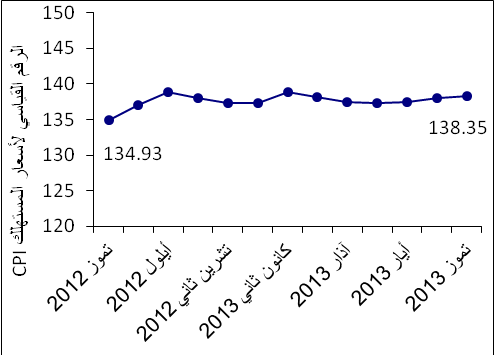 الرقم القياسي لأسعار المستهلك CPI
150
145
140
135
130
125
120
134.93
138.35
تموز 2012
أيلول 2012
تشرين ثاني 2012
كانون ثاني 2013
آذار 2013
أيار 2013
تموز 2013